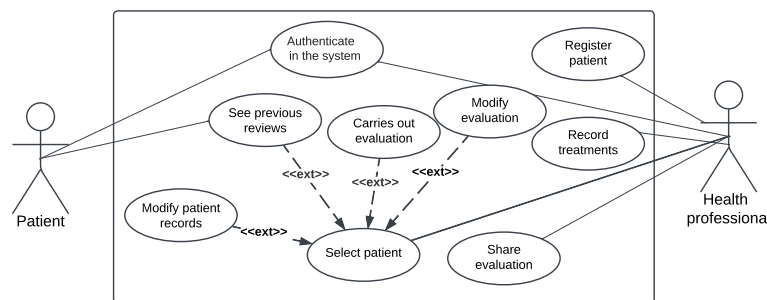 Authenticate
in the system
Register
patient
See previous
reviews
Carries out
evaluation
Modify
evaluation
Record
treatments
<<ext>>
<<ext>>
<<ext>>
Modify patient
records
<<ext>>
Select patient
Share
evaluation
Patient
Health
professiona